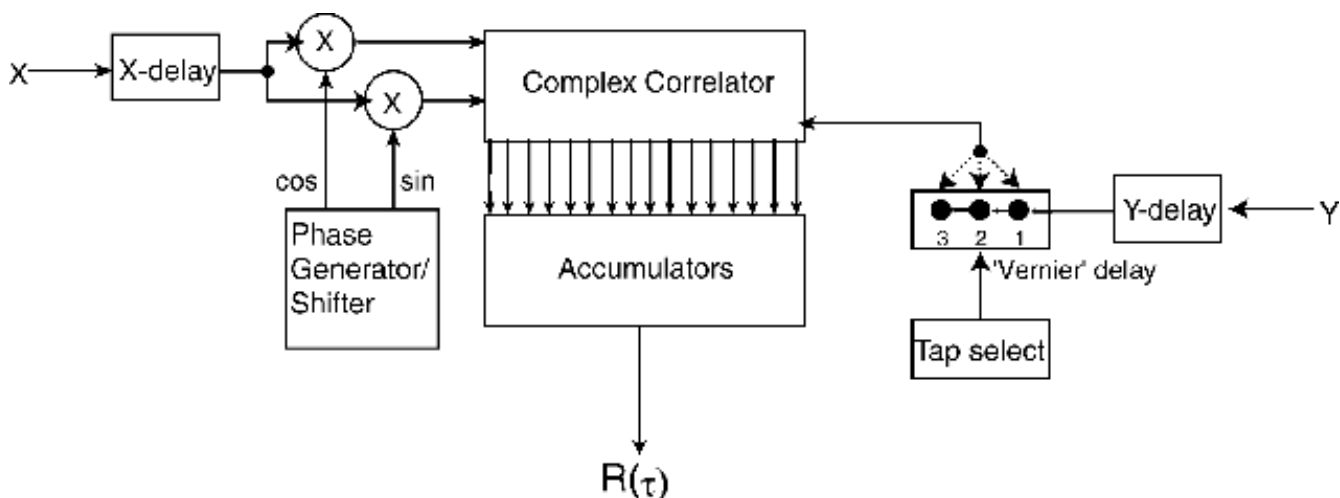 X
X-delay
X
X
cos
sin
Phase
Generator/
Shifter
Complex Correlator
Accumulators
R(τ)
3 2 1
'Vernier' delay
Tap select
Y-delay
Y